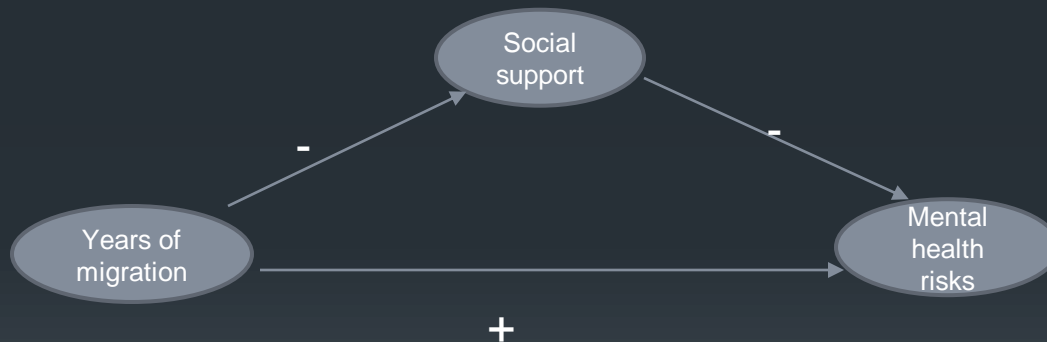 Social
support
-
-
Years of
migration
Mental
health
risks
+